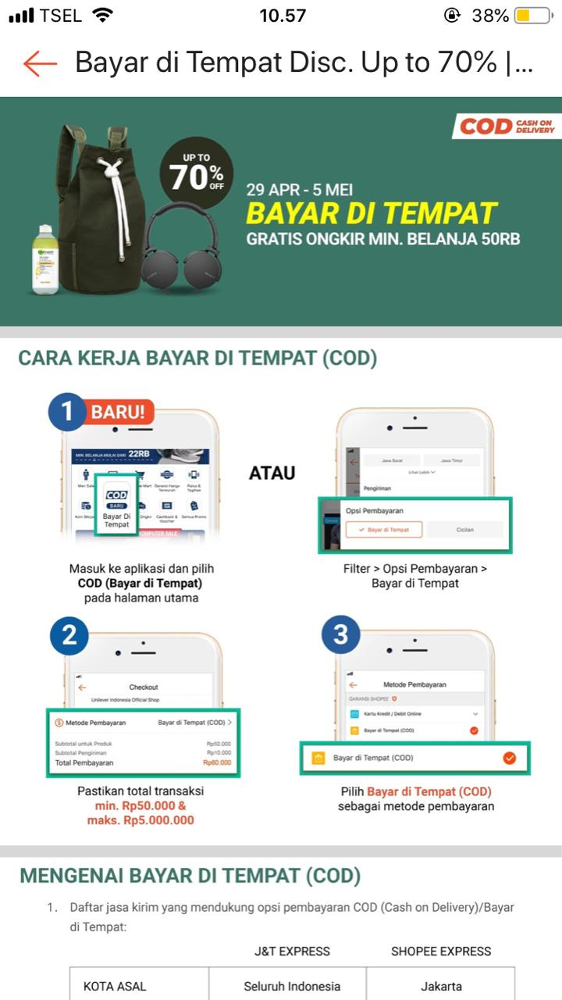 TSEL
10.57
38%
Bayar di Tempat Disc. Up to 70% |...
COD CASH ON DELIVERY
UP TO
70% OFF
29 APR - 5 MEI
BAYAR DI TEMPAT
GRATIS ONGKIR MIN. BELANJA 50RB
CARA KERJA BAYAR DI TEMPAT (COD)
1 BARU!
MIN. BELANJA MULAI DARI 22RB
COD
BARU
Bayar Di
Tempat
COMPUTER SALE
Masuk ke aplikasi dan pilih
COD (Bayar di Tempat)
pada halaman utama
ATAU
Jawa Barat
Jawa Timur
Lihat Lebih
Pengiriman
Opsi Pembayaran
Bayar di Tempat
Cicilan
Filter > Opsi Pembayaran >
Bayar di Tempat
2
Checkout
Unilever Indonesia Official Shop
Metode Pembayaran Bayar di Tempat (COD) >
Subtotal untuk Produk Rp50.000
Subtotal Pengiriman Rp10.000
Total Pembayaran Rp60.000
Pastikan total transaksi
min. Rp50.000 &
maks. Rp5.000.000
3
Metode Pembayaran
GARANSI SHOPEE
Kartu Kredit / Debit Online
Bayar di Tempat (COD)
Bayar di Tempat (COD)
Pilih Bayar di Tempat (COD)
sebagai metode pembayaran
MENGENAI BAYAR DI TEMPAT (COD)
1. Daftar jasa kirim yang mendukung opsi pembayaran COD (Cash on Delivery)/Bayar
di Tempat:
J&T EXPRESS SHOPEE EXPRESS
KOTA ASAL Seluruh Indonesia Jakarta